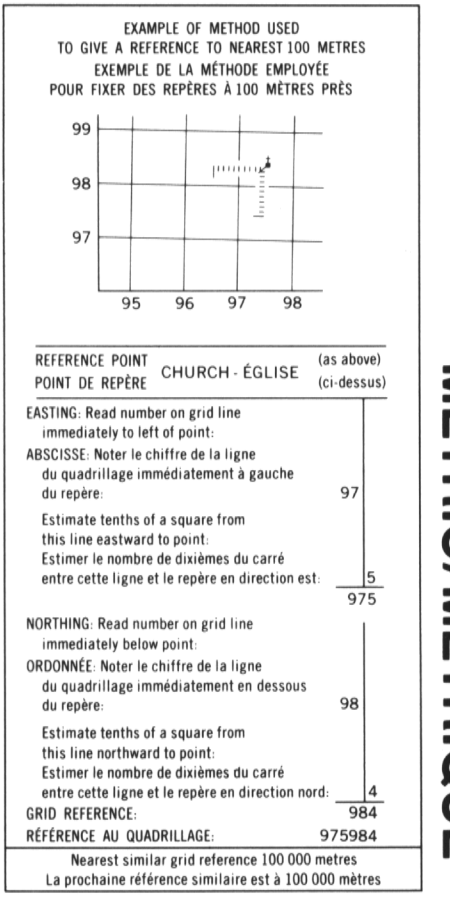 EXAMPLE OF METHOD USED
TO GIVE A REFERENCE TO NEAREST 100 METRES
EXEMPLE DE LA MÉTHODE EMPLOYÉE
POUR FIXER DES REPÈRES À 100 MÈTRES PRÈS
99
98
97
95 96 97 98
REFERENCE POINT
POINT DE REPÈRE
CHURCH - ÉGLISE
(as above)
(ci-dessus)
EASTING: Read number on grid line
immediately to left of point:
ABSCISSE: Noter le chiffre de la ligne
du quadrillage immédiatement à gauche
du repère: 97
Estimate tenths of a square from
this line eastward to point:
Estimer le nombre de dixièmes du carré
entre cette ligne et le repère en direction est: 5
975
NORTHING: Read number on grid line
immediately below point:
ORDONNÉE: Noter le chiffre de la ligne
du quadrillage immédiatement en dessous
du repère: 98
Estimate tenths of a square from
this line northward to point:
Estimer le nombre de dixièmes du carré
entre cette ligne et le repère en direction nord: 4
GRID REFERENCE: 984
RÉFÉRENCE AU QUADRILLAGE: 975984
Nearest similar grid reference 100 000 metres
La prochaine référence similaire est à 100 000 mètres